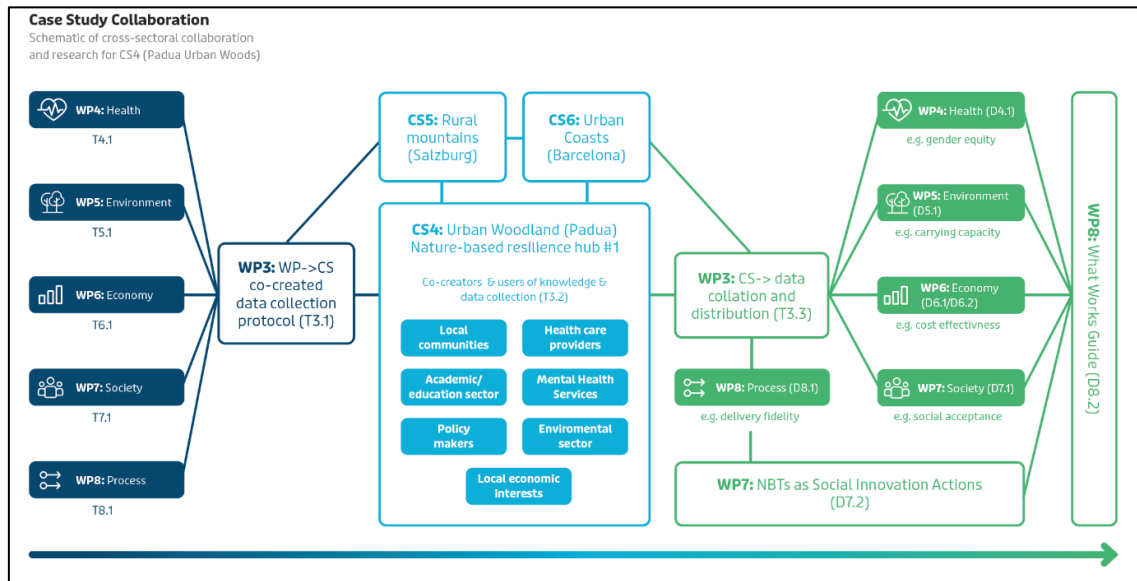 Case Study Collaboration
Schematic of cross-sectoral collaboration
and research for CS4 (Padua Urban Woods)
WP4: Health
T4.1
WP5: Environment
T5.1
WP6: Economy
T6.1
WP7: Society
T7.1
WP8: Process
T8.1
WP3: WP->CS
co-created
data collection
protocol (T3.1)
CS5: Rural
mountains
(Salzburg)
CS6: Urban
Coasts
(Barcelona)
CS4: Urban Woodland (Padua)
Nature-based resilience hub #1
Co-creators & users of knowledge &
data collection (T3.2)
Local
communities
Health care
providers
Academic/
education sector
Mental Health
Services
Policy
makers
Enviromental
sector
Local economic
interests
WP3: CS-> data
collation and
distribution (T3.3)
WP8: Process (D8.1)
e.g. delivery fidelity
WP4: Health (D4.1)
e.g. gender equity
WP5: Environment
(D5.1)
e.g. carrying capacity
WP6: Economy
(D6.1/D6.2)
e.g. cost effectivness
WP7: Society (D7.1)
e.g. social acceptance
WP7: NBTs as Social Innovation Actions
(D7.2)
WP8: What Works Guide (D8.2)